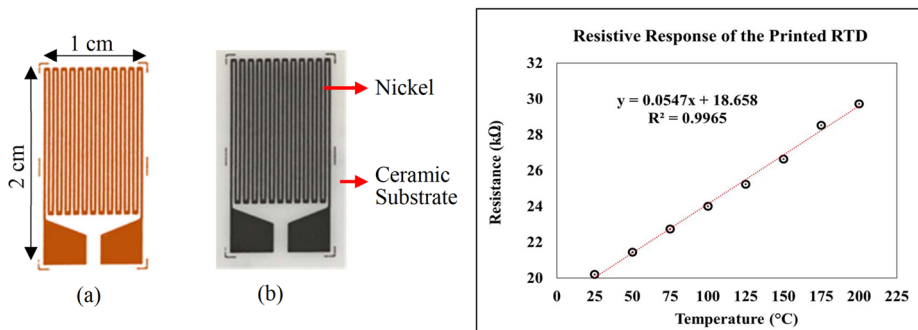 1 cm
2 cm
Nickel
Ceramic
Substrate
(a)
(b)
Resistive Response of the Printed RTD
y = 0.0547x + 18.658
R² = 0.9965
Resistance (kΩ)
32
30
28
26
24
22
20
0 25 50 75 100 125 150 175 200 225
Temperature (°C)